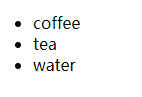 • coffee
• tea
• water